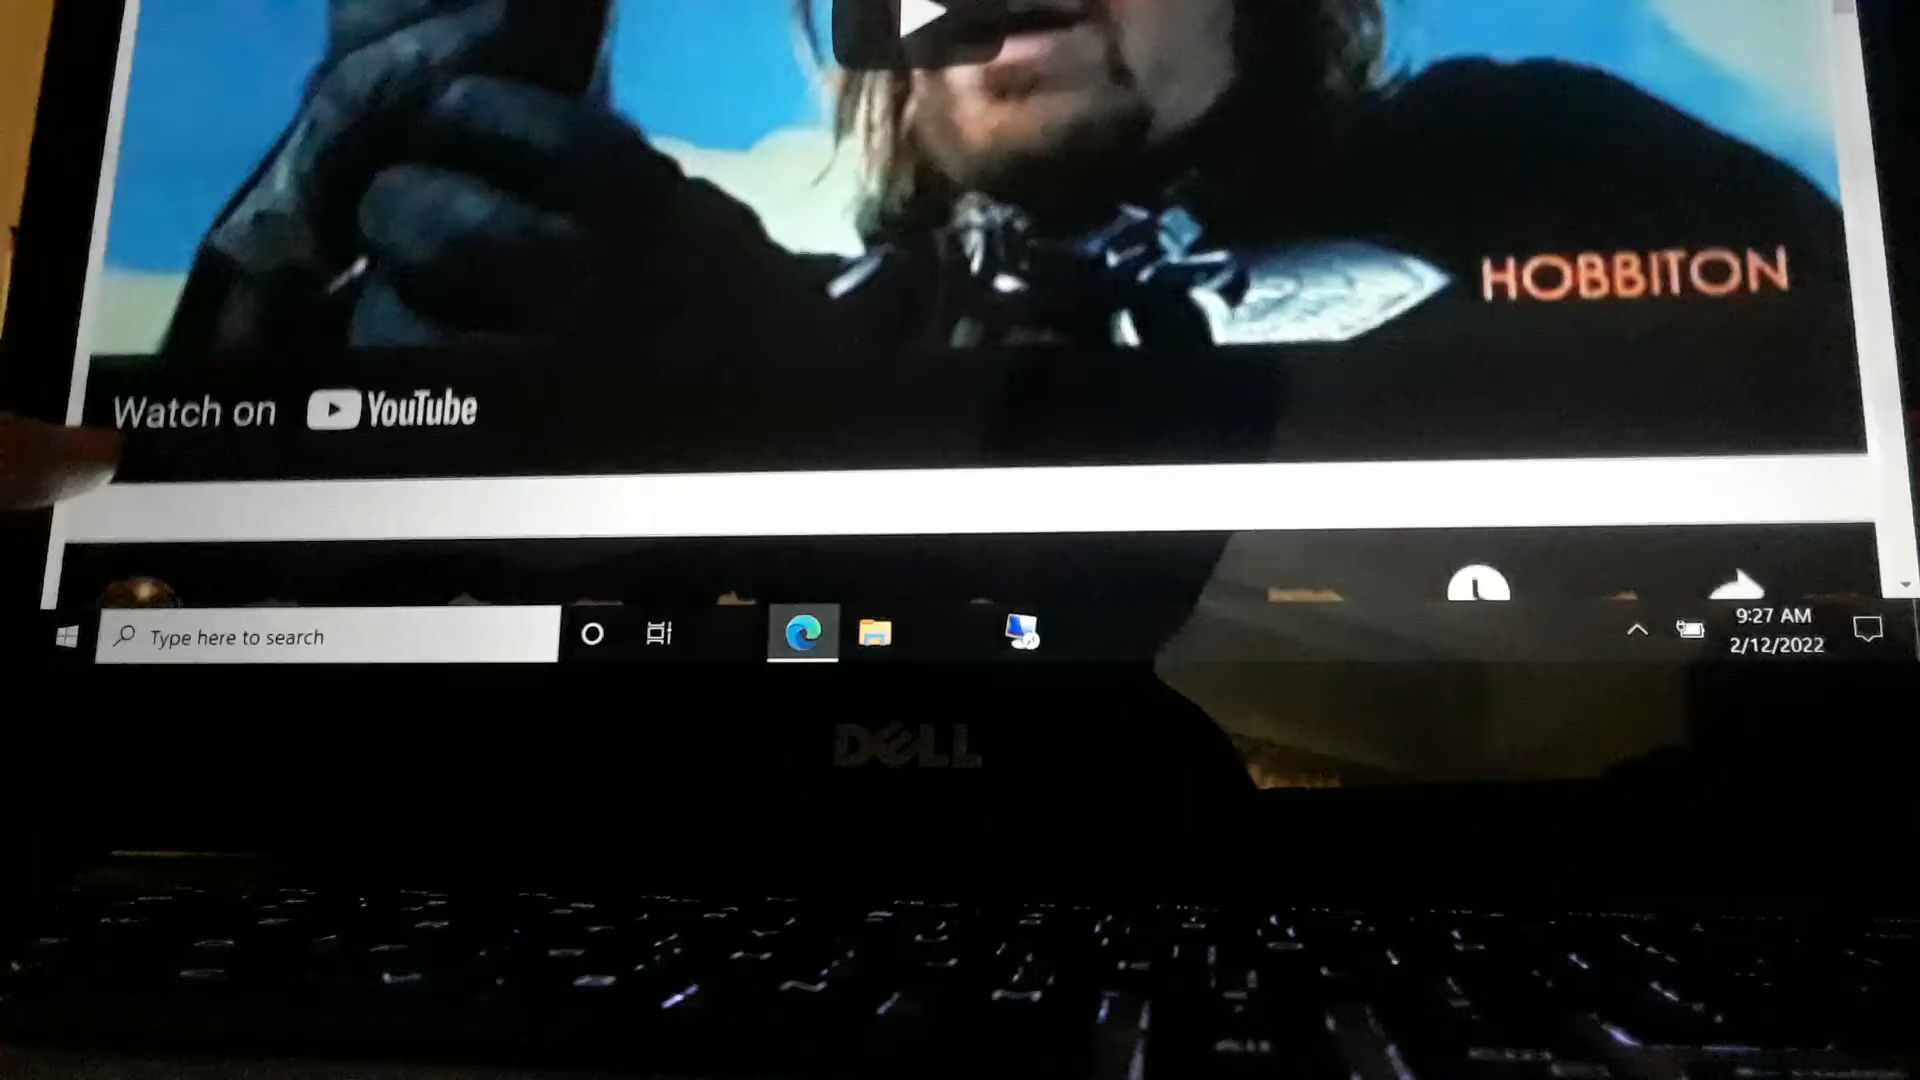 HOBBITON
Watch on YouTube
Type here to search
9:27 AM
2/12/2022
DELL